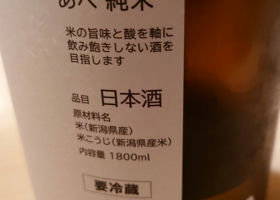 あべ 純米
米の旨味と酸を軸に
飲み飽きしない酒を
目指します
品目 日本酒
原材料名
米(新潟県産)
米こうじ(新潟県産米)
内容量 1800ml
要冷蔵